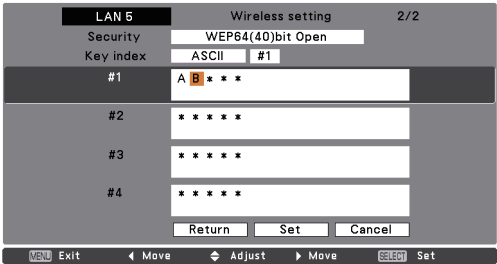 LAN 5 Wireless setting 2/2
Security WEP64(40)bit Open
Key index ASCII #1
#1 A B * * *
#2 * * * * *
#3 * * * * *
#4 * * * * *
Return Set Cancel
MENU Exit ◀ Move ◆ Adjust ▶ Move SELECT Set